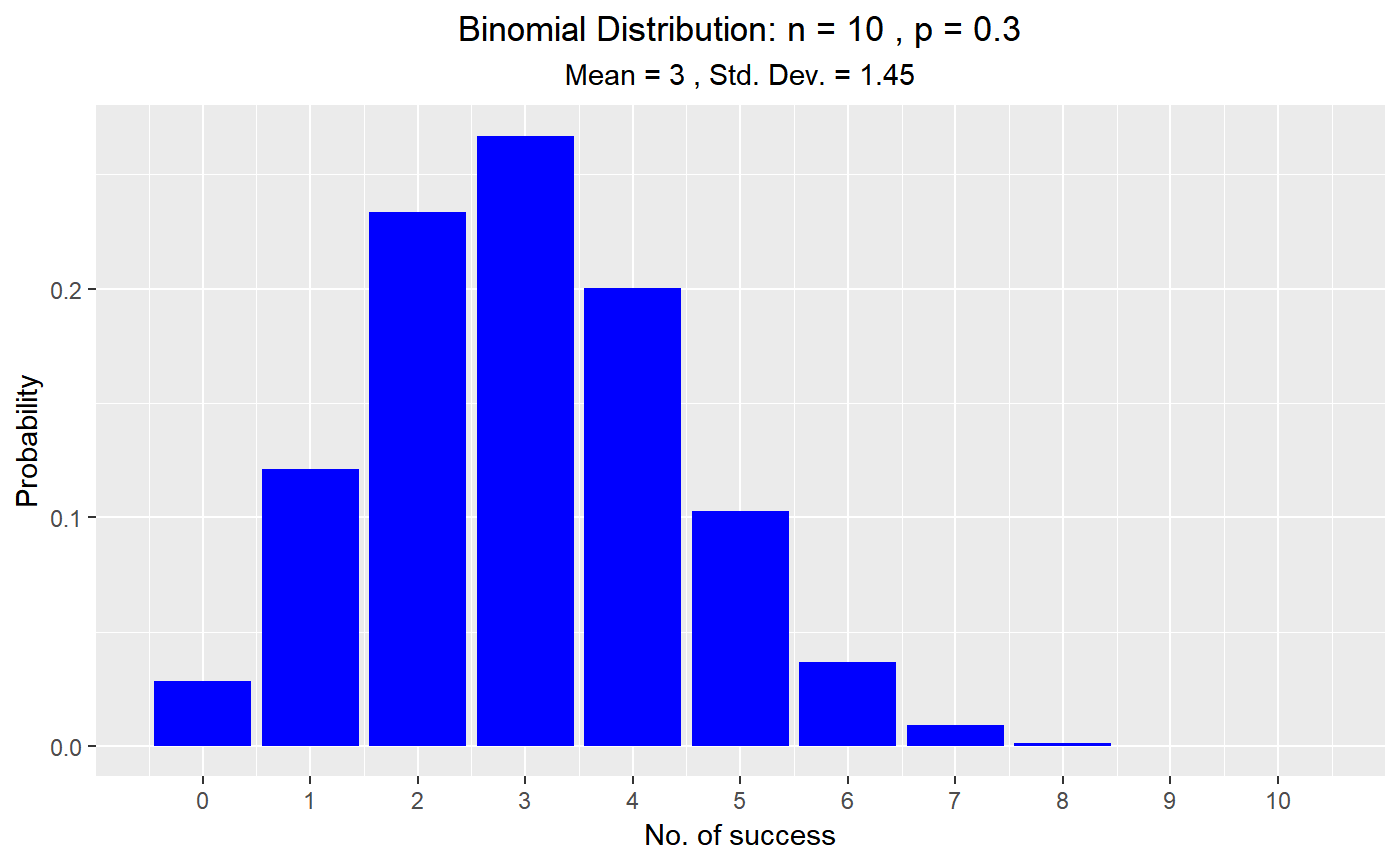 Binomial Distribution: n = 10 , p = 0.3
Mean = 3 , Std. Dev. = 1.45
Probability
0.2
0.1
0.0
0 1 2 3 4 5 6 7 8 9 10
No. of success